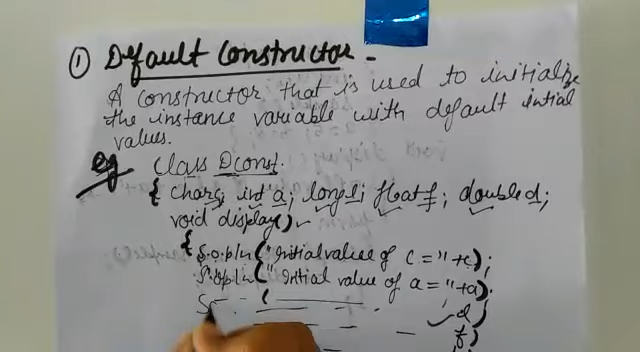 ① Default Constructor -
A constructor that is used to initialize
the instance variable with default intial
values.
eg class Dconst.
{ char c; int a; long l; float f; double d;
void display()
{ S.o.pln("Initial value of c = "+c);
S.o.pln("Initial value of a = "+a);
d)
f)